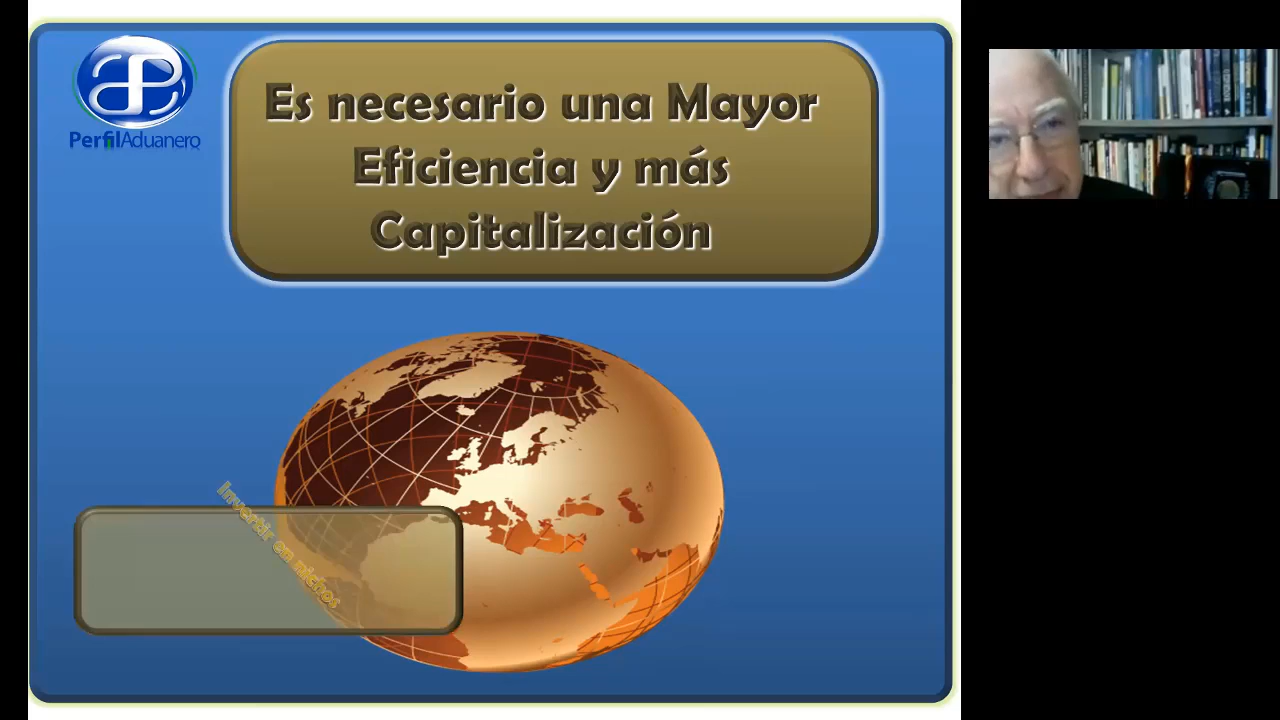 PerfilAduanero
Es necesario una Mayor
Eficiencia y más
Capitalización
Invertir en nichos